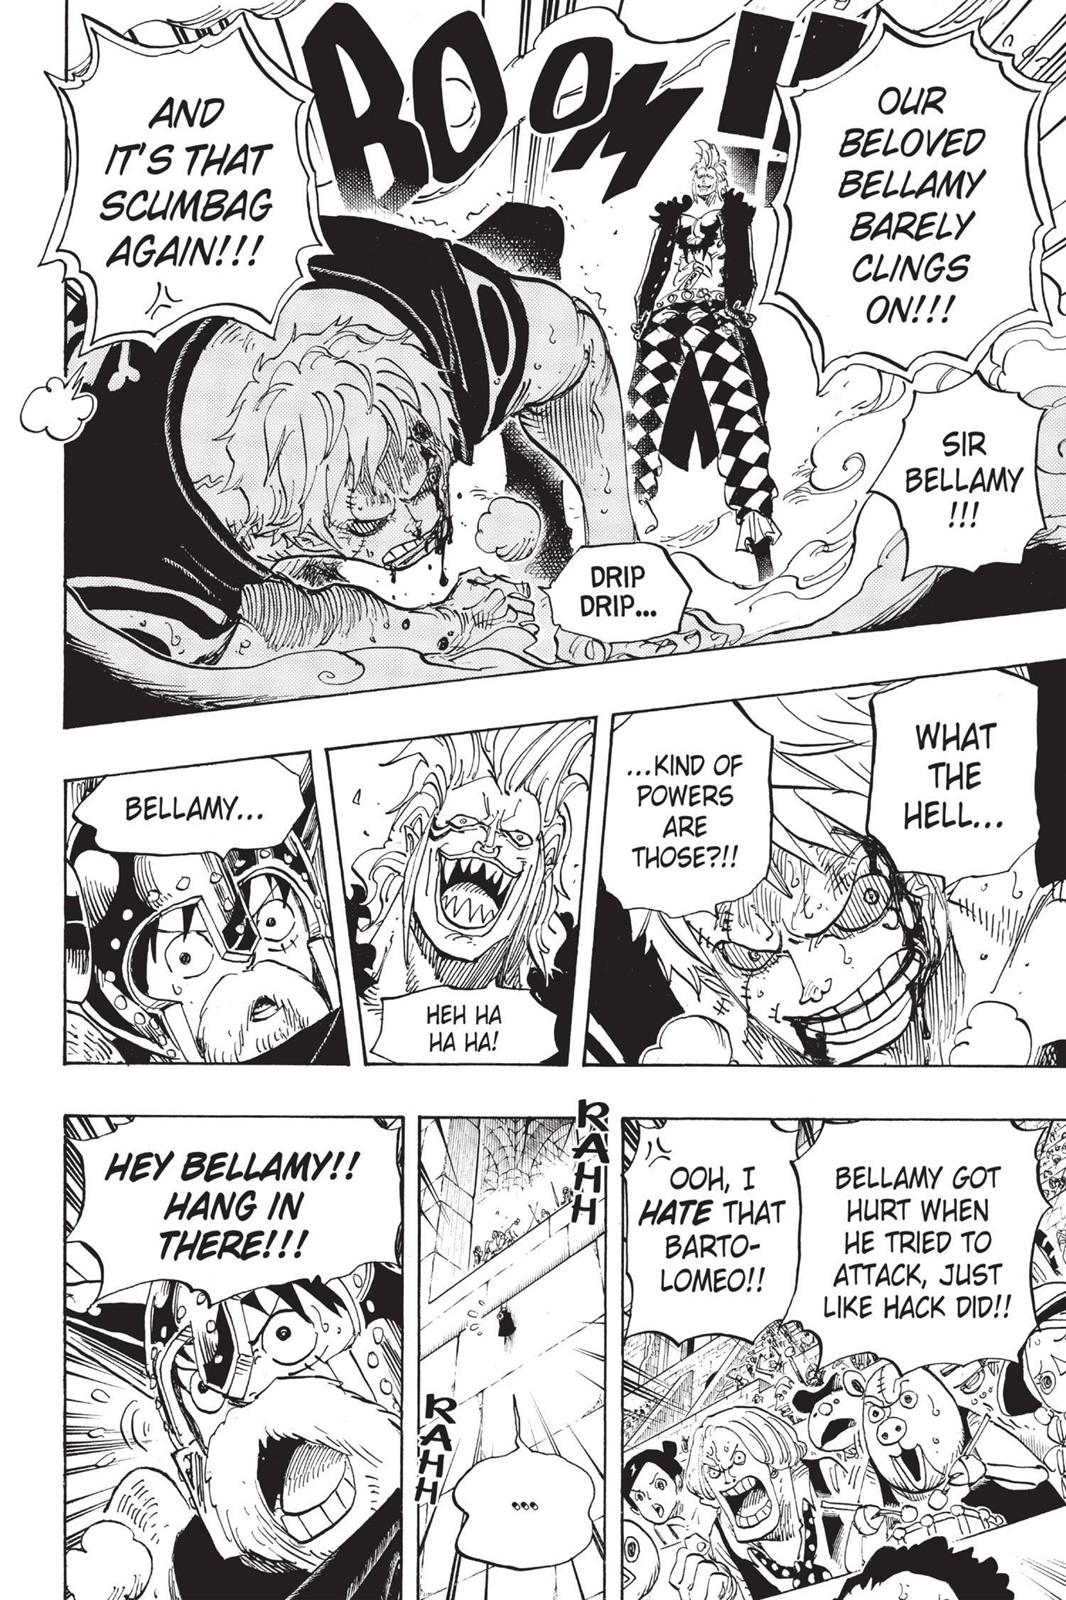 ROOM!!
OUR
BELOVED
BELLAMY
BARELY
CLINGS
ON!!!
AND
IT'S THAT
SCUMBAG
AGAIN!!!
SIR
BELLAMY
!!!
DRIP
DRIP...
WHAT
THE
HELL...
...KIND OF
POWERS
ARE
THOSE?!!
HEH HA
HA HA!
BELLAMY...
BELLAMY GOT
HURT WHEN
HE TRIED TO
ATTACK, JUST
LIKE HACK DID!!
OOH, I
HATE THAT
BARTO-
LOMEO!!
RAHH
RAHH
...
HEY BELLAMY!!
HANG IN
THERE!!!